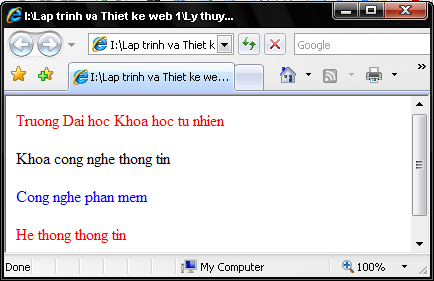 I:\Lap trinh va Thiet ke web 1\Ly thuy...
I:\Lap trinh va Thiet k
Google
I:\Lap trinh va Thiet ke we...
Truong Dai hoc Khoa hoc tu nhien
Khoa cong nghe thong tin
Cong nghe phan mem
He thong thong tin
Done
My Computer
100%